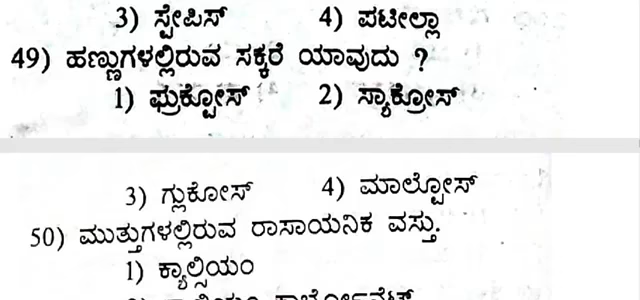 3) ಸ್ಟೇಪಿಸ್ 4) ಪಟೇಲ್ಲಾ
49) ಹಣ್ಣುಗಳಲ್ಲಿರುವ ಸಕ್ಕರೆ ಯಾವುದು ?
1) ಫ್ರುಕ್ಟೋಸ್ 2) ಸ್ಯಾಕ್ರೋಸ್
3) ಗ್ಲುಕೋಸ್ 4) ಮಾಲ್ಟೋಸ್
50) ಮುತ್ತುಗಳಲ್ಲಿರುವ ರಾಸಾಯನಿಕ ವಸ್ತು.
1) ಕ್ಯಾಲ್ಸಿಯಂ